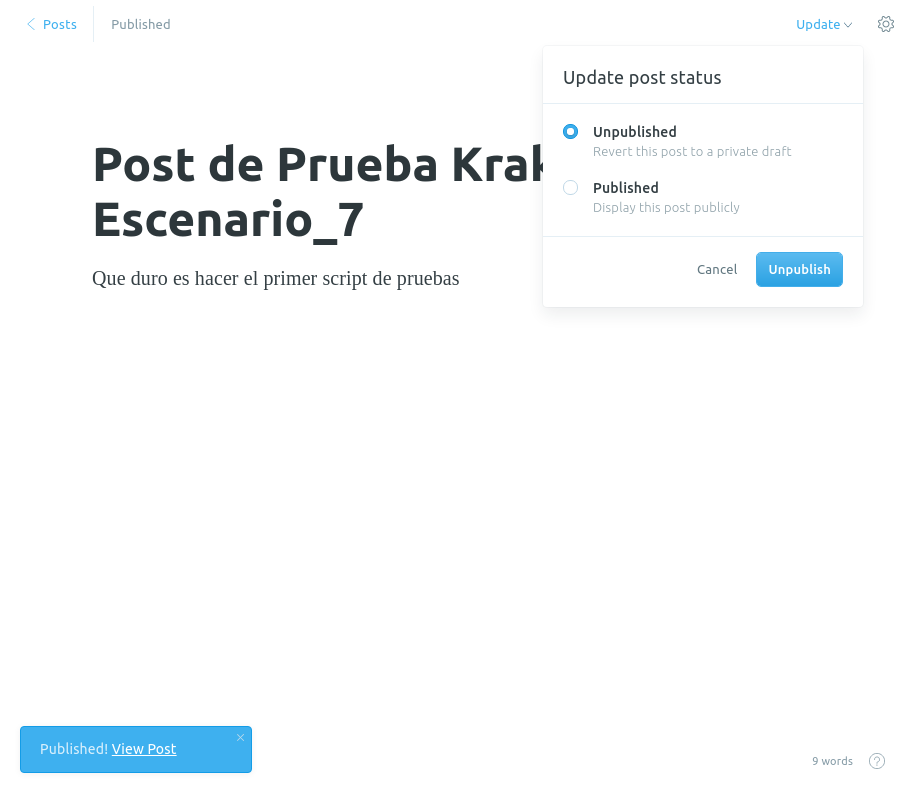 Posts
Published
Update
Update post status
Unpublished
Revert this post to a private draft
Published
Display this post publicly
Cancel
Unpublish
Post de Prueba
Escenario_7
Que duro es hacer el primer script de pruebas
Published! View Post
9 words
?